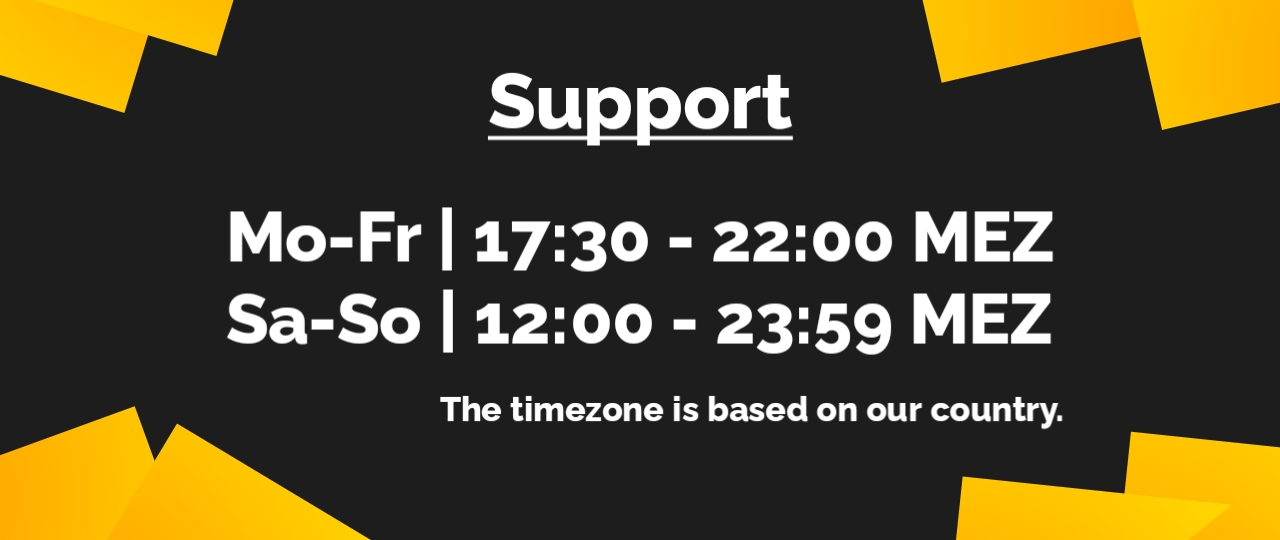 Support
Mo-Fr | 17:30 - 22:00 MEZ
Sa-So | 12:00 - 23:59 MEZ
The timezone is based on our country.